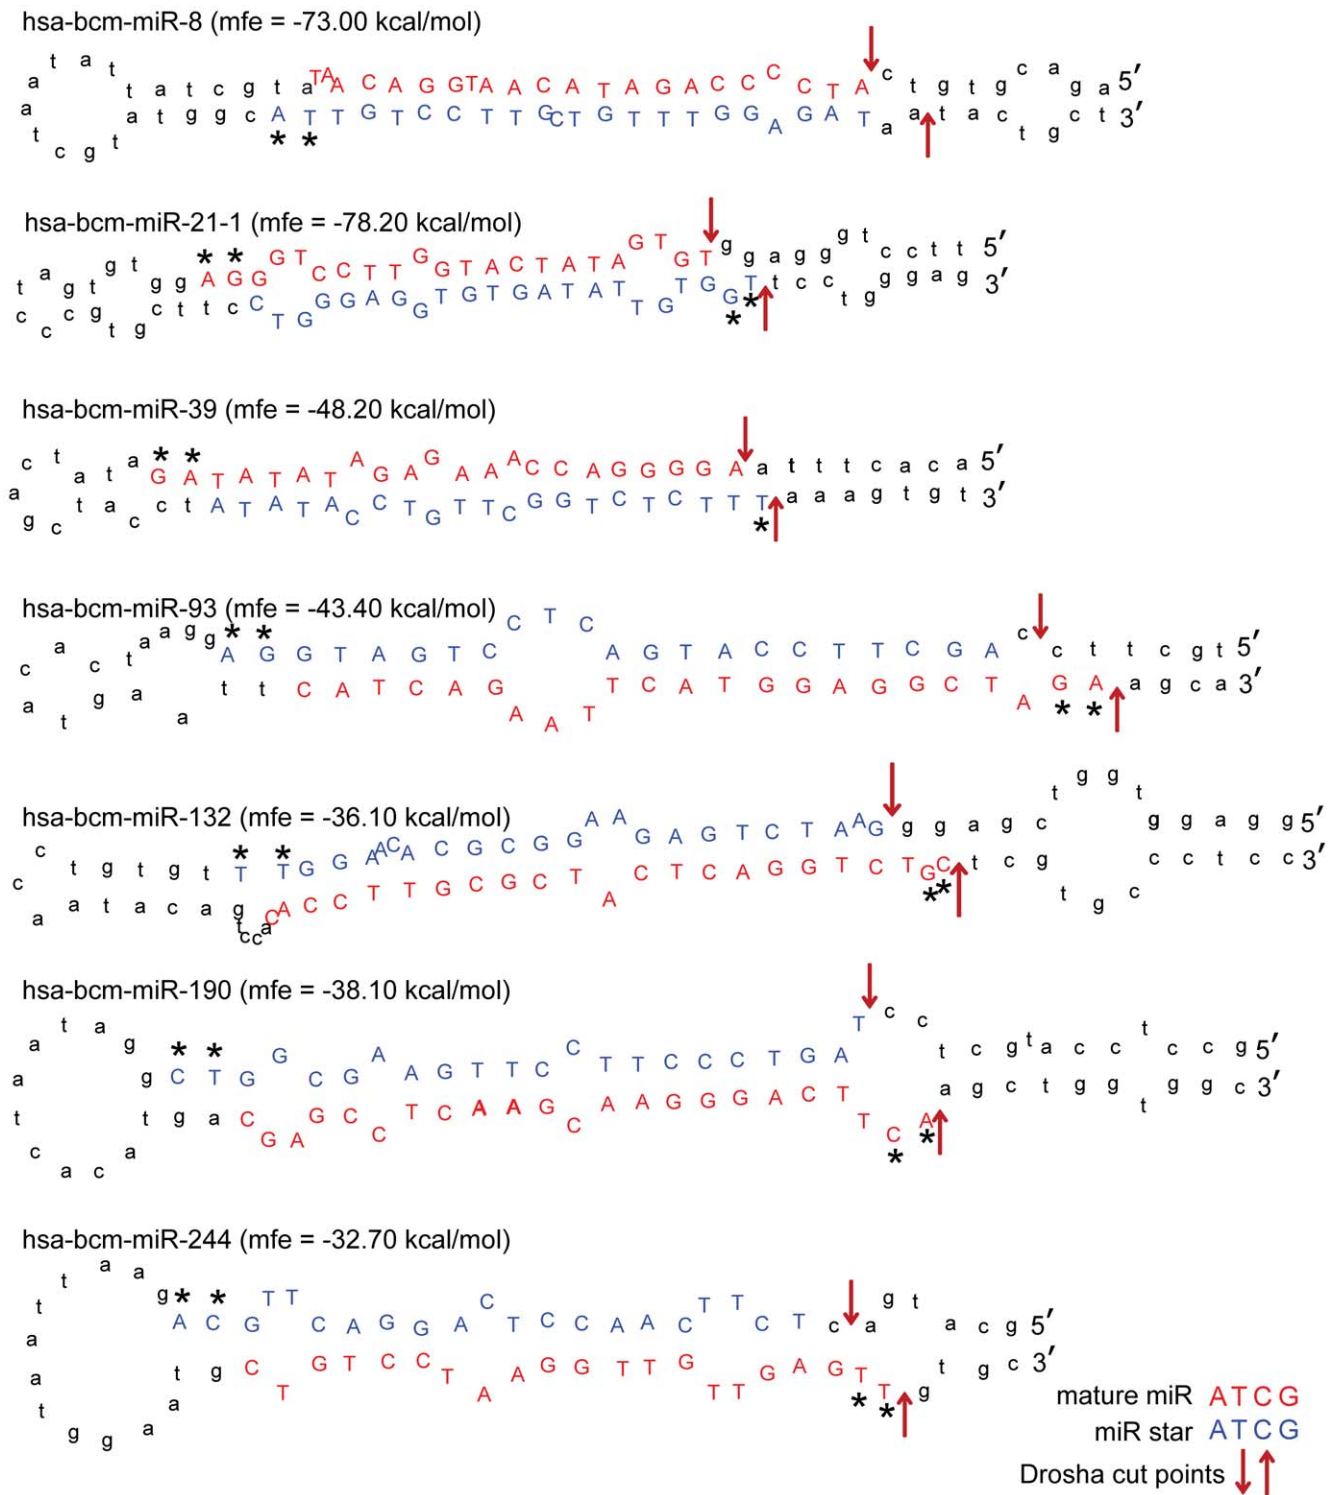 hsa-bcm-miR-8 (mfe = -73.00 kcal/mol)
a a t a t t a t c g t a T A A C A G G T A A C A T A G A C C C C T A c t g t g c a g a 5′
a t c g t a t g g c A T T G T C C T T G C T G T T T G G A G A T a a t a c t g c t 3′
* *
hsa-bcm-miR-21-1 (mfe = -78.20 kcal/mol)
* *
t a g t g t g g A G G G T C C T T G G T A C T A T A G T G T g g a g g g t c c t t 5′
c c c g t g c t t c C T G G G A G G T G T G A T A T T G T G G T t c c t g g g a g 3′
* *
hsa-bcm-miR-39 (mfe = -48.20 kcal/mol)
* *
c t a t a G A T A T A T A G A G A A A C C A G G G G A a t t t c a c a 5′
a g c t a c c t A T A T A C C T G T T C G G T C T C T T T a a a g t g t 3′
*
hsa-bcm-miR-93 (mfe = -43.40 kcal/mol)
* *
c a c t a a g g A G G T A G T C C T C A G T A C C T T C G A c c t t c g t 5′
a t g a a t t C A T C A G A A T T C A T G G A G G C T A G A a g c a 3′
* *
hsa-bcm-miR-132 (mfe = -36.10 kcal/mol)
* *
c t g t g t T T G G A A C A C G C G G A A G A G T C T A A G g g a g c t g g t g g a g g 5′
c a a t a c a g t c c a C A C C T T G C G C T A C T C A G G T C T G C t c g t g c c c t c c 3′
* *
hsa-bcm-miR-190 (mfe = -38.10 kcal/mol)
* *
a t a g g C T G G C G A A G T T C C T T C C C T G A T c c t c g t a c c t c c g 5′
a t c a c a t g a C G A G C C T C A A G C A A G G G A C T T C A a g c t g g t g g c 3′
* *
hsa-bcm-miR-244 (mfe = -32.70 kcal/mol)
* *
t t a a g A C G T T C A G G A C T C C A A C T T C T c a g t a c g 5′
a a t g g a a t g C T G T C C T A A G G T T G T T G A G T T g t g c 3′
* *
mature miR A T C G
miR star A T C G
Drosha cut points